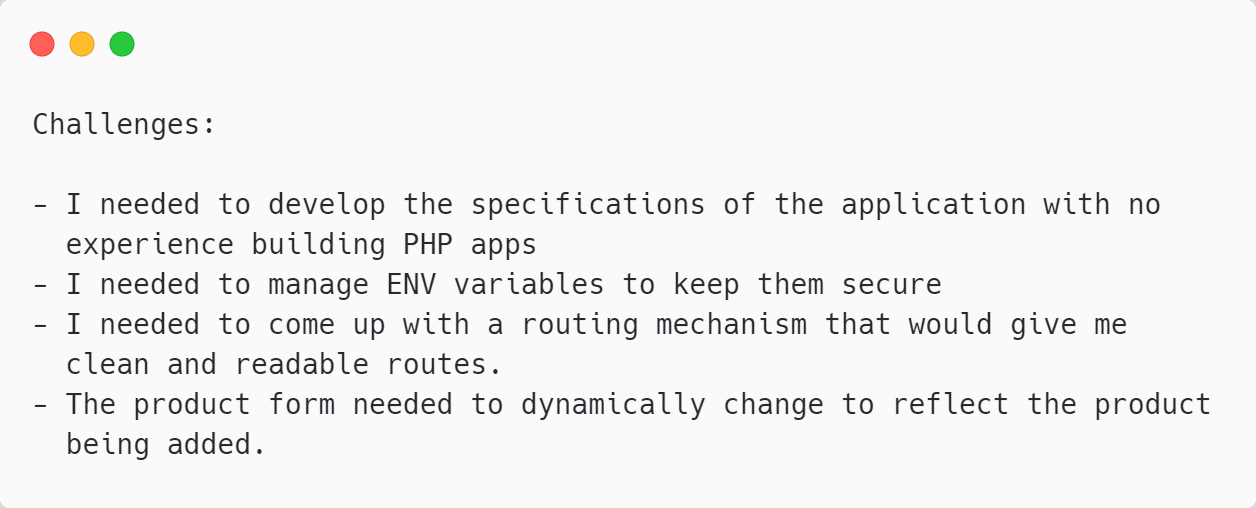 Challenges:
- I needed to develop the specifications of the application with no
experience building PHP apps
- I needed to manage ENV variables to keep them secure
- I needed to come up with a routing mechanism that would give me
clean and readable routes.
- The product form needed to dynamically change to reflect the product
being added.